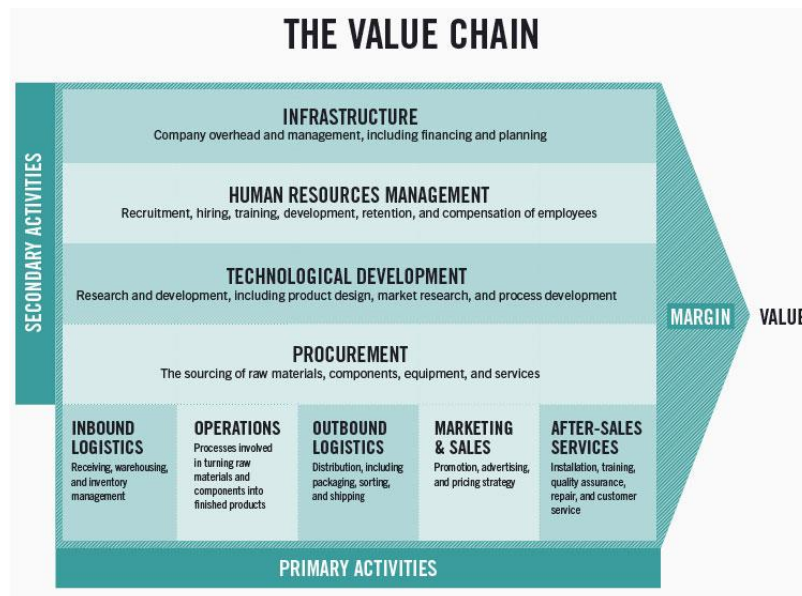 THE VALUE CHAIN
SECONDARY ACTIVITIES
INFRASTRUCTURE
Company overhead and management, including financing and planning
HUMAN RESOURCES MANAGEMENT
Recruitment, hiring, training, development, retention, and compensation of employees
TECHNOLOGICAL DEVELOPMENT
Research and development, including product design, market research, and process development
PROCUREMENT
The sourcing of raw materials, components, equipment, and services
INBOUND
LOGISTICS
Receiving, warehousing,
and inventory
management
OPERATIONS
Processes involved
in turning raw
materials and
components into
finished products
OUTBOUND
LOGISTICS
Distribution, including
packaging, sorting,
and shipping
MARKETING
& SALES
Promotion, advertising,
and pricing strategy
AFTER-SALES
SERVICES
Installation, training,
quality assurance,
repair, and customer
service
MARGIN
VALUE
PRIMARY ACTIVITIES